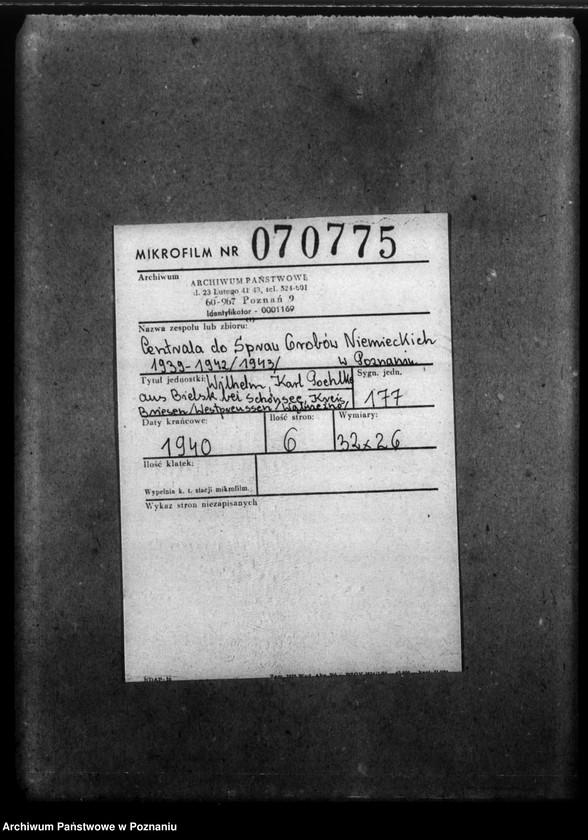 MIKROFILM NR 070775
Archiwum
ARCHIWUM PAŃSTWOWE
ul. 23 Lutego 41/43, tel. 524-601
60-967 Poznań 9
Identyfikator - 0001169
Nazwa zespołu lub zbioru:
Centrala do Spraw Grobów Niemieckich
1939-1942/1943/ w Poznaniu
Tytuł jednostki: Wilhelm, Karl Poehlke
aus Bielsk bei Schönsee, Kreis
Briesen/Westpreussen/Wąbrzeźno/
Sygn. jedn.
177
Daty krańcowe:
1940
Ilość stron:
6
Wymiary:
32x26
Ilość klatek:
Wypełnia k. t. stacji mikrofilm.
Wykaz stron niezapisanych
Archiwum Państwowe w Poznaniu